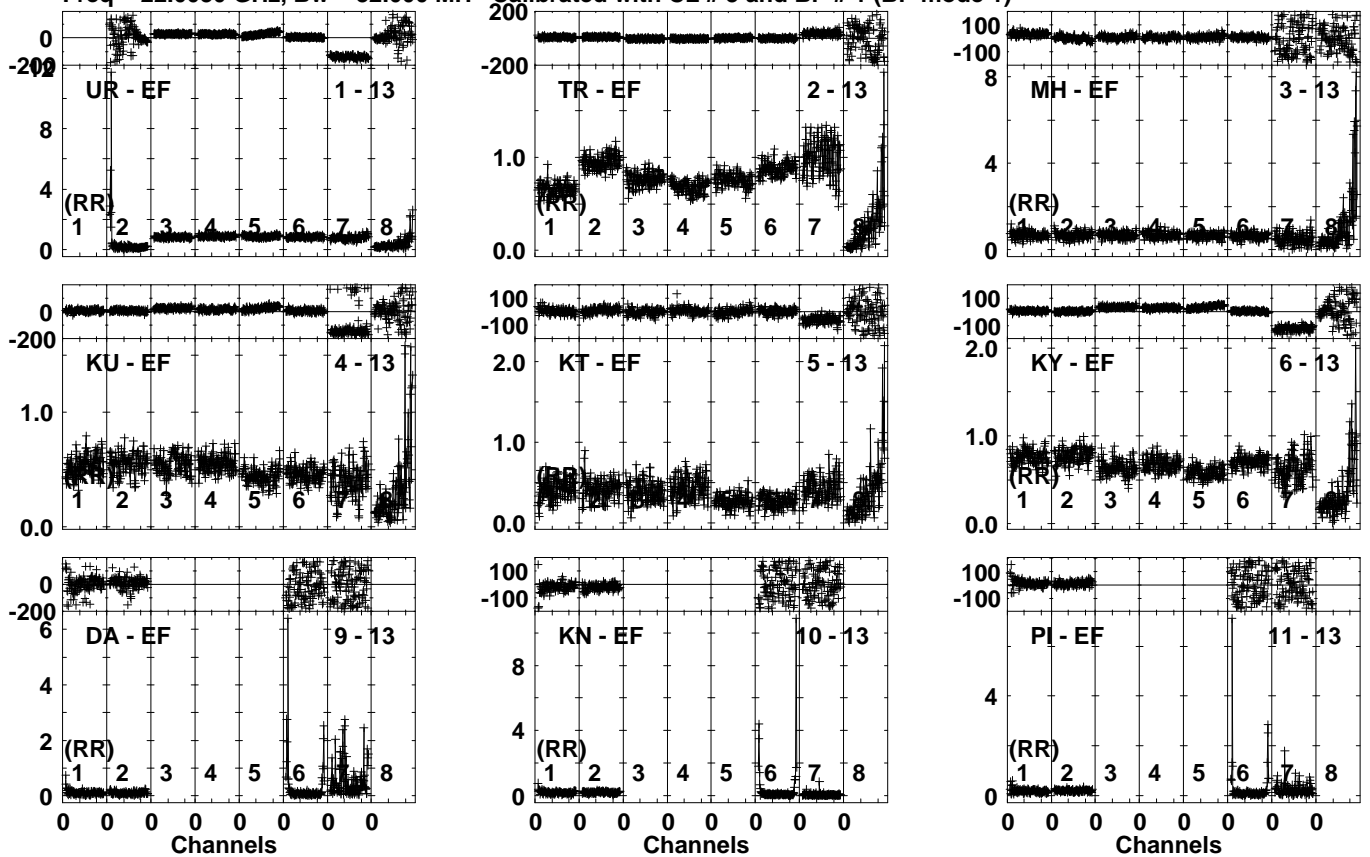 200 100
0
-200 200 -100
12 8
UR - EF 1 - 13 TR - EF 2 - 13 MH - EF 3 - 13
8 1.0 4
4
(RR) (RR) (RR)
1 2 3 4 5 6 7 8 1 2 3 4 5 6 7 8 1 2 3 4 5 6 7 8
0 0.0 0
0 100 100
-200 -100 -100
KU - EF 4 - 13 KT - EF 5 - 13 KY - EF 6 - 13
2.0 2.0
1.0 1.0 1.0
(RR) (RR) (RR)
1 2 3 4 5 6 7 8 1 2 3 4 5 6 7 8 1 2 3 4 5 6 7
0.0 0.0 0.0
0 100 100
-200 -100 -100
DA - EF 9 - 13 KN - EF 10 - 13 PI - EF 11 - 13
6
4 8 4
2 4
(RR) (RR) (RR)
1 2 3 4 5 6 7 8 1 2 3 4 5 6 7 8 1 2 3 4 5 6 7 8
0 0 0
0 0 0 0 0 0 0 0 0 0 0 0 0 0 0 0 0 0 0 0 0 0 0 0
Channels Channels Channels